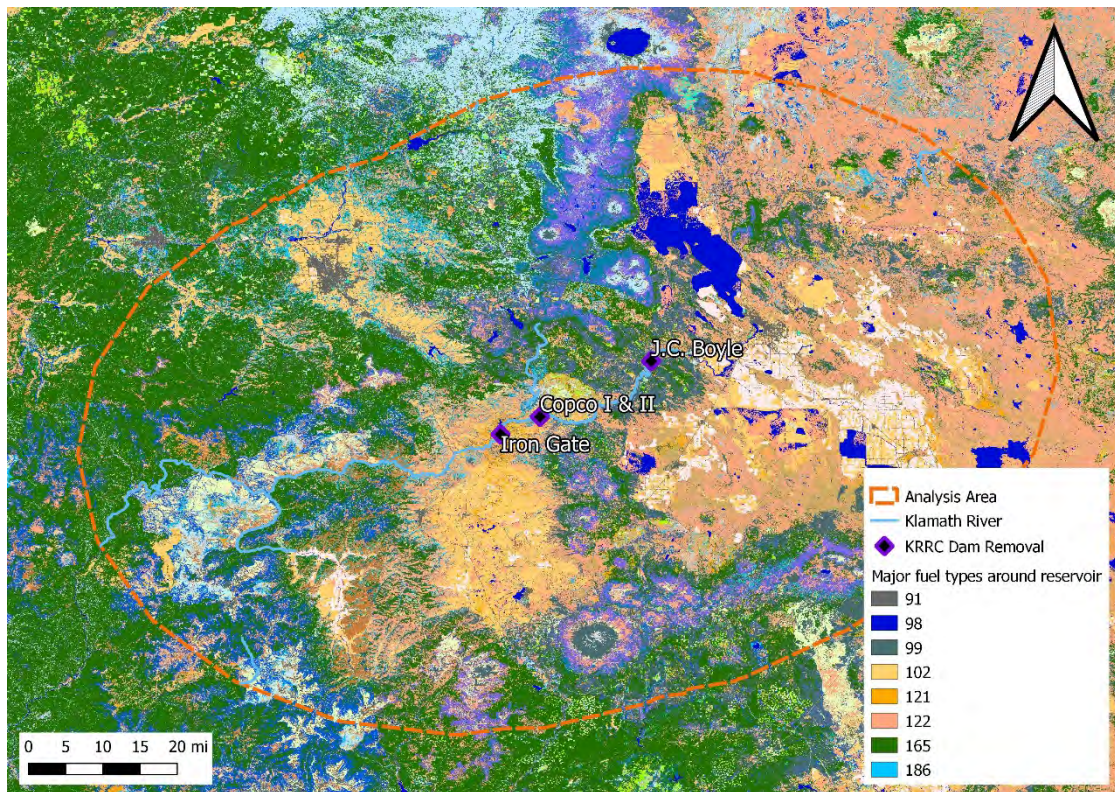 J.C. Boyle
Copco I & II
Iron Gate
Analysis Area
Klamath River
KRRC Dam Removal
Major fuel types around reservoir
91
98
99
102
121
122
165
186
0 5 10 15 20 mi